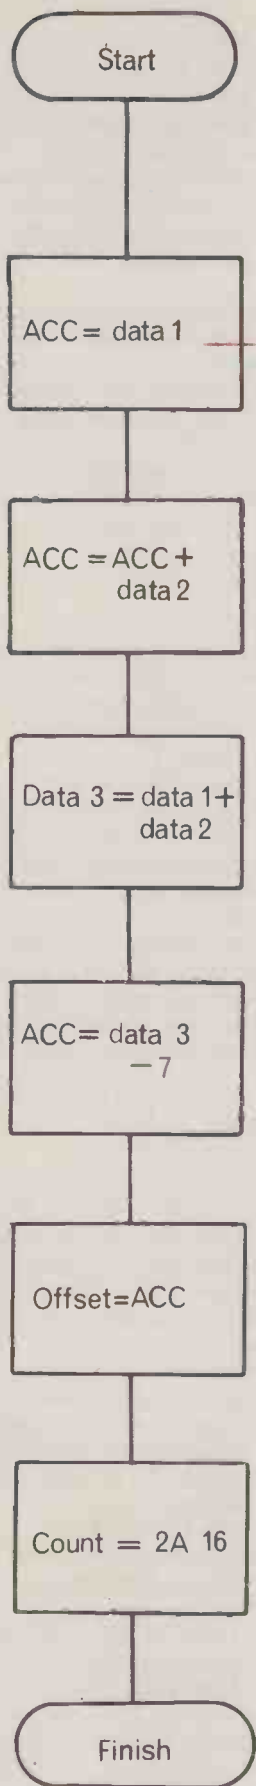 Start
ACC = data 1
ACC = ACC +
data 2
Data 3 = data 1 +
data 2
ACC = data 3
− 7
Offset=ACC
Count = 2A 16
Finish